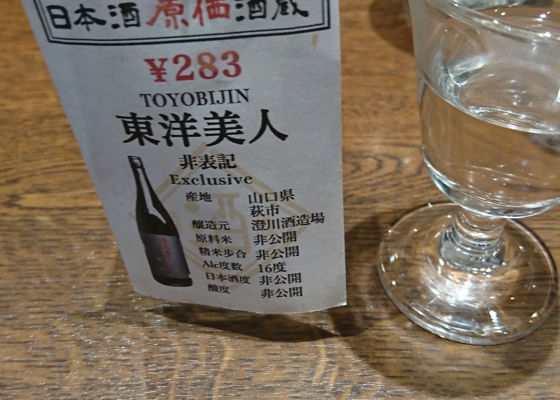 日本酒原価酒蔵
¥283
TOYOBIJIN
東洋美人
非表記
Exclusive
産地 山口県
萩市
醸造元 澄川酒造場
原料米 非公開
精米歩合 非公開
Alc度数 16度
日本酒度 非公開
酸度 非公開